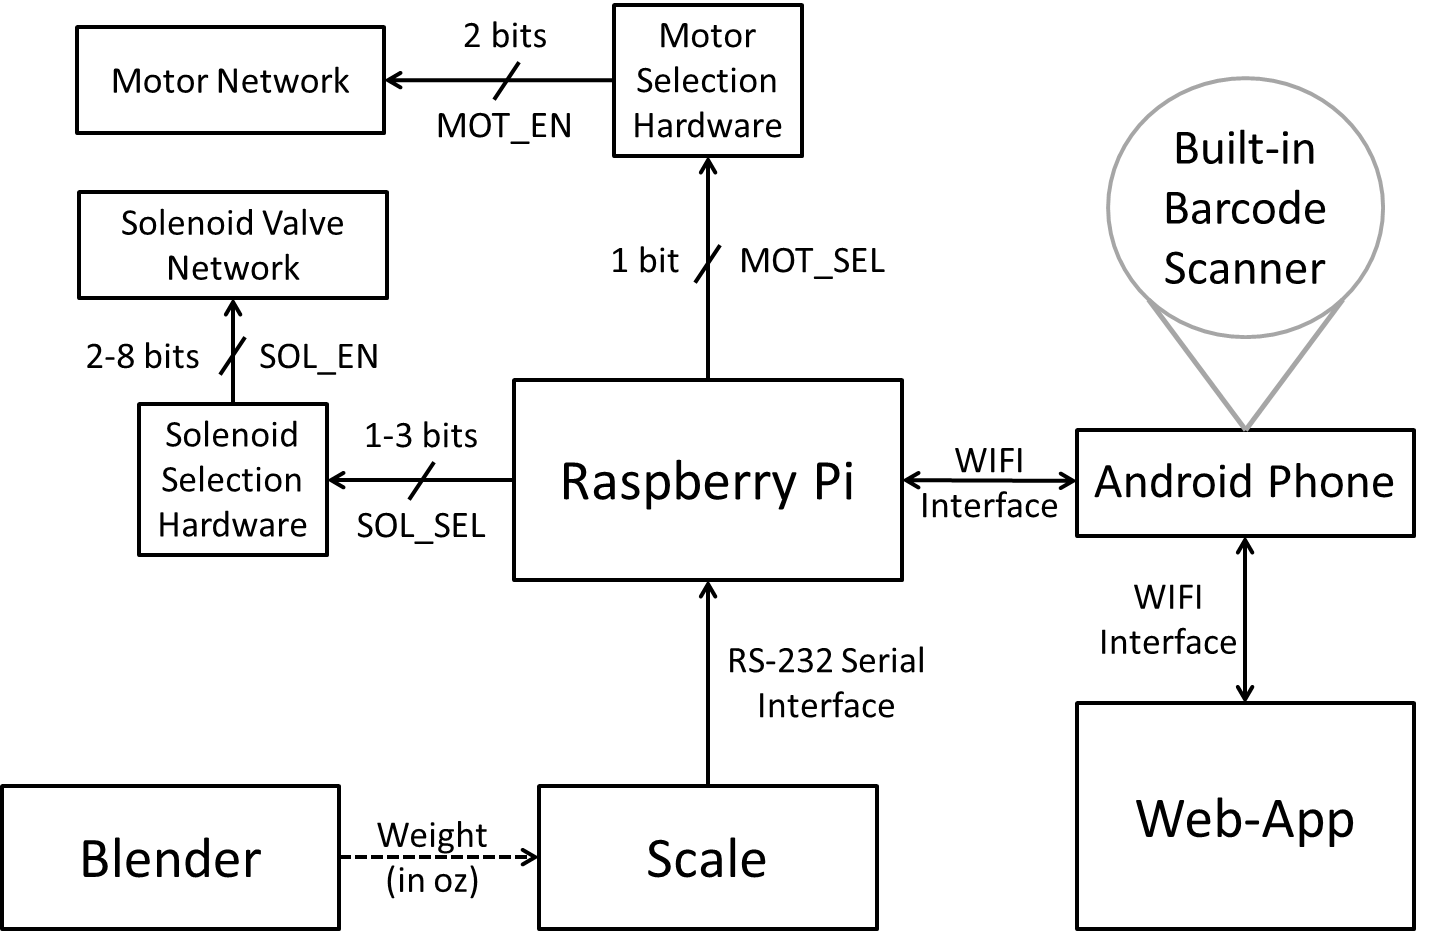 2 bits
Motor
Selection
Hardware
Motor Network
MOT_EN
Built-in
Barcode
Scanner
Solenoid Valve
Network
1 bit
MOT_SEL
2-8 bits
SOL_EN
Solenoid
Selection
Hardware
1-3 bits
SOL_SEL
Raspberry Pi
WIFI
Interface
Android Phone
WIFI
Interface
RS-232 Serial
Interface
Blender
Weight
(in oz)
Scale
Web-App